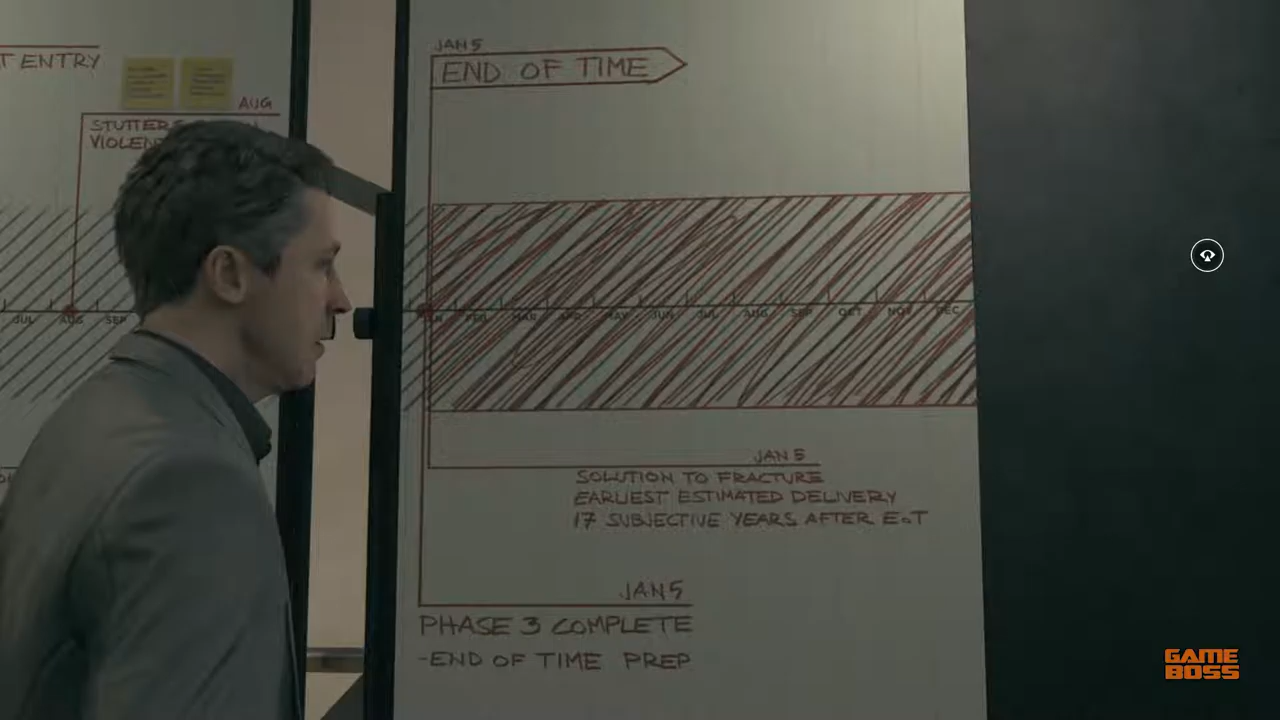 T ENTRY
AUG
STUTTERS
VIOLEN
JUL AUG SEP
JAN 5
END OF TIME
FEB MAR APR MAY JUN JUL AUG SEP OCT NOV DEC
JAN 5
SOLUTION TO FRACTURE
EARLIEST ESTIMATED DELIVERY
17 SUBJECTIVE YEARS AFTER EoT
JAN 5
PHASE 3 COMPLETE
-END OF TIME PREP
GAME
BOSS